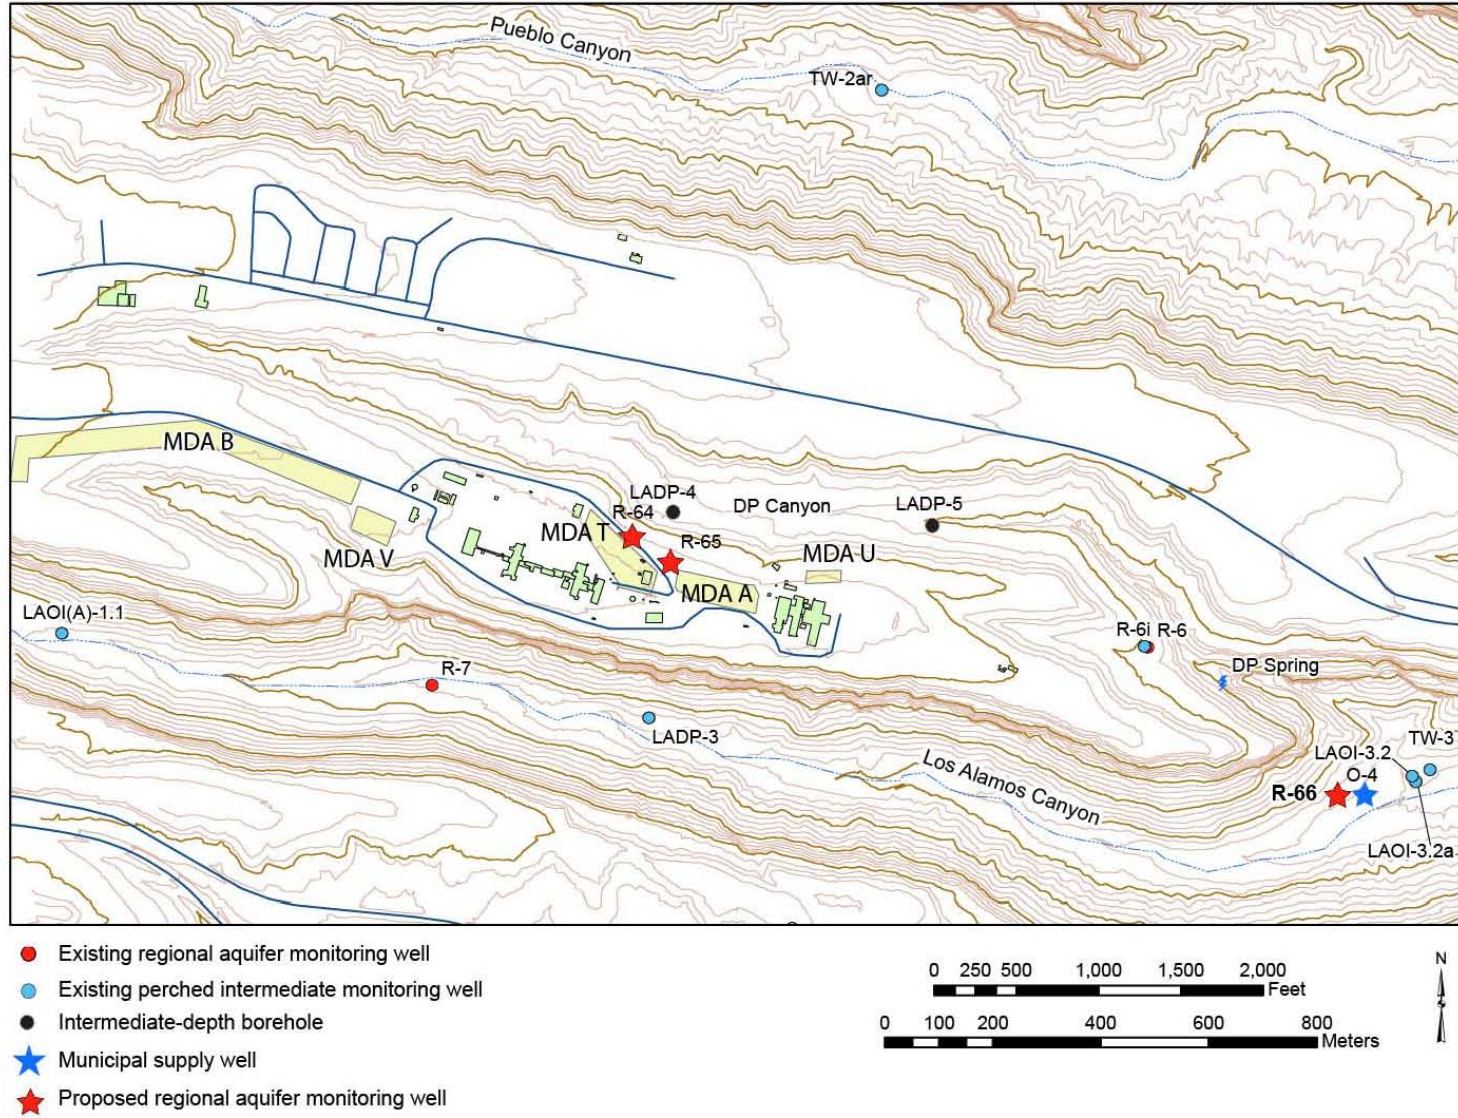 Pueblo Canyon
TW-2ar
MDA B
LADP-4
R-64
DP Canyon
LADP-5
MDA T
R-65
MDA U
MDA V
MDA A
LAOI(A)-1.1
R-6i
R-6
R-7
DP Spring
LADP-3
TW-3
LAOI-3.2
Los Alamos Canyon
O-4
R-66
LAOI-3.2a
Existing regional aquifer monitoring well
Existing perched intermediate monitoring well
Intermediate-depth borehole
Municipal supply well
Proposed regional aquifer monitoring well
0 250 500 1,000 1,500 2,000
Feet
0 100 200 400 600 800
Meters
N